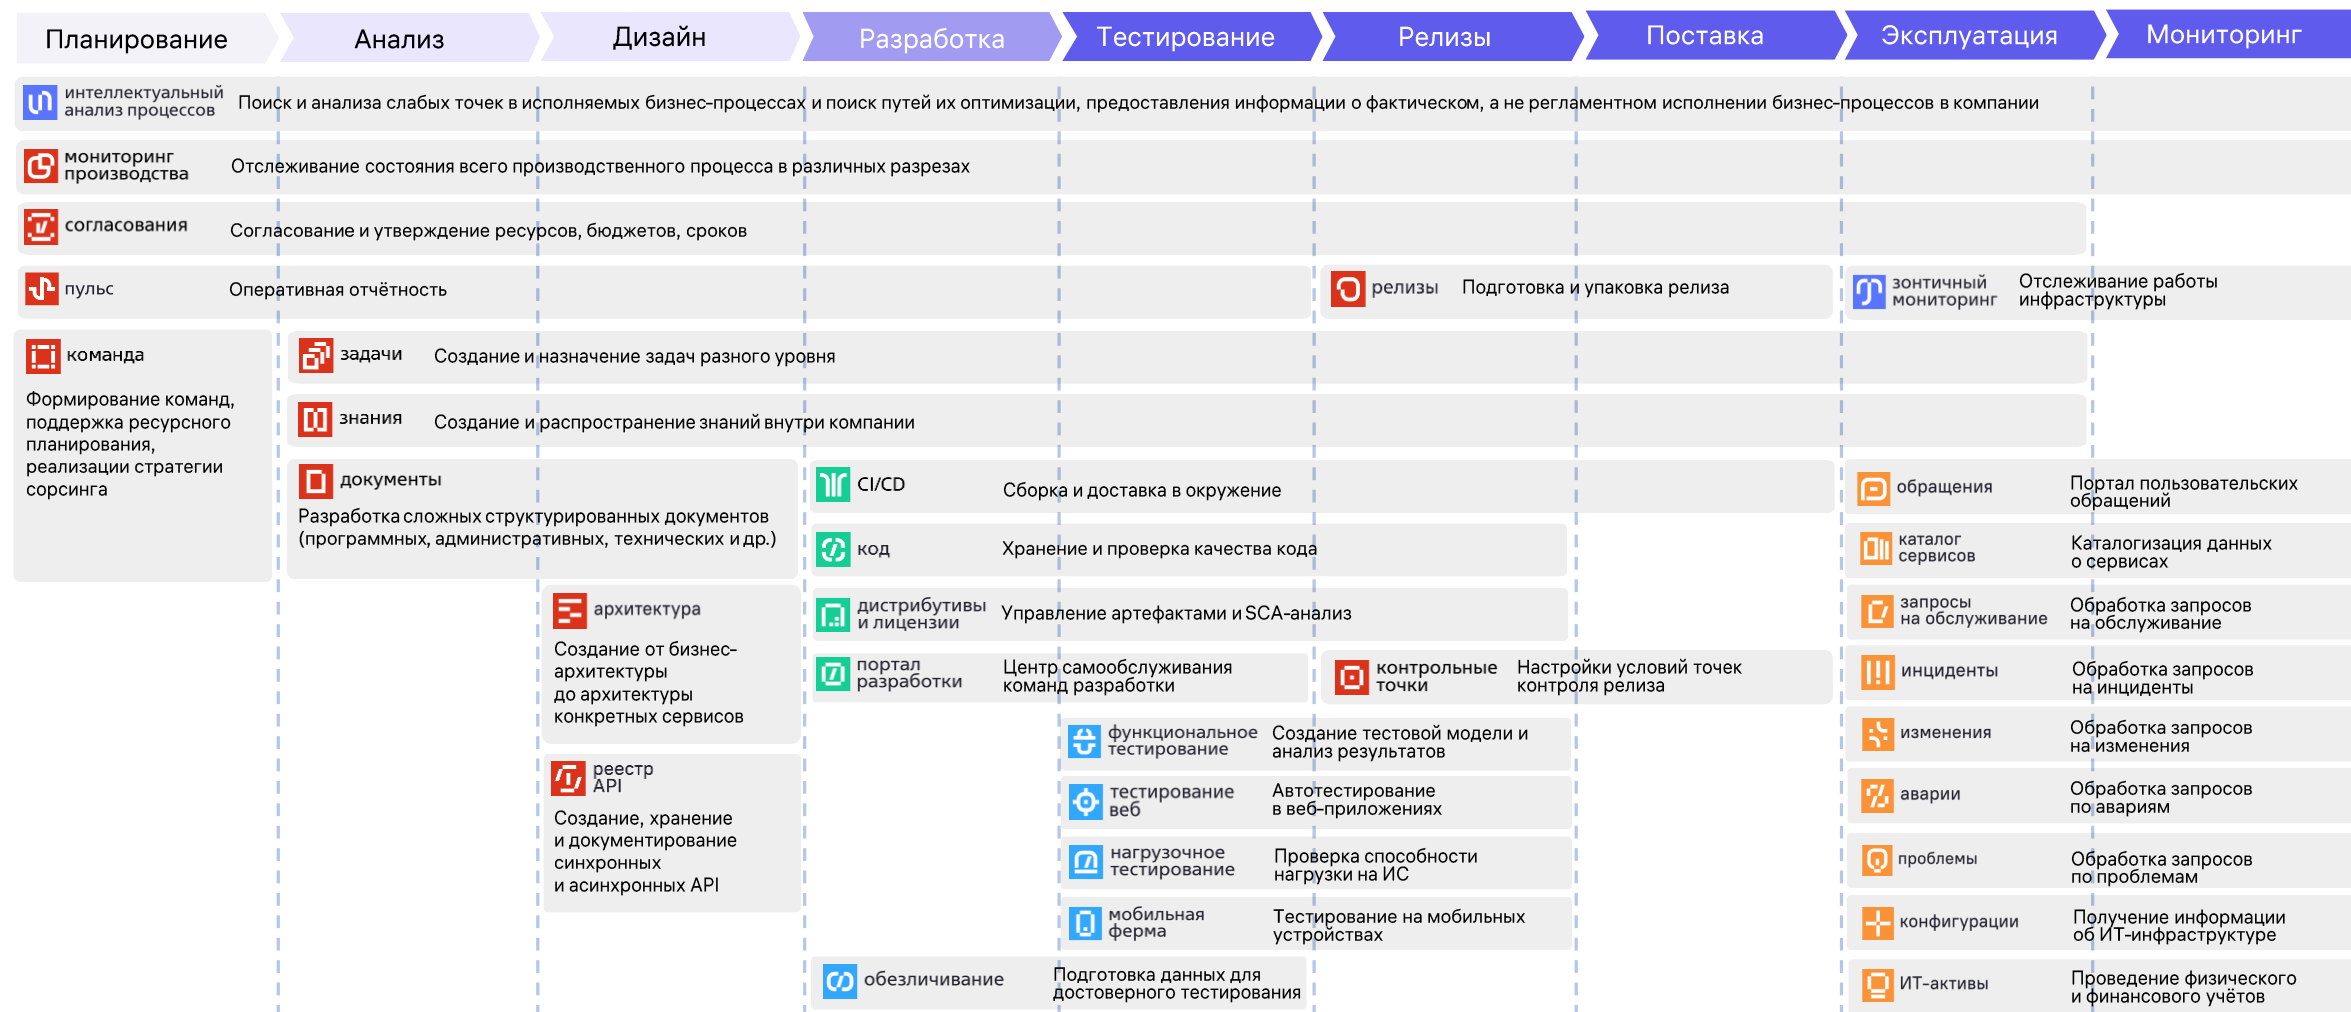 Планирование
Анализ
Дизайн
Разработка
Тестирование
Релизы
Поставка
Эксплуатация
Мониторинг
интеллектуальный
анализ процессов
Поиск и анализа слабых точек в исполняемых бизнес-процессах и поиск путей их оптимизации, предоставления информации о фактическом, а не регламентном исполнении бизнес-процессов в компании
мониторинг
производства
Отслеживание состояния всего производственного процесса в различных разрезах
согласования
Согласование и утверждение ресурсов, бюджетов, сроков
пульс
Оперативная отчётность
релизы
Подготовка и упаковка релиза
зонтичный
мониторинг
Отслеживание работы
инфраструктуры
команда
Формирование команд,
поддержка ресурсного
планирования,
реализации стратегии
сорсинга
задачи
Создание и назначение задач разного уровня
знания
Создание и распространение знаний внутри компании
документы
Разработка сложных структурированных документов
(программных, административных, технических и др.)
CI/CD
Сборка и доставка в окружение
обращения
Портал пользовательских
обращений
код
Хранение и проверка качества кода
каталог
сервисов
Каталогизация данных
о сервисах
архитектура
Создание от бизнес-
архитектуры
до архитектуры
конкретных сервисов
дистрибутивы
и лицензии
Управление артефактами и SCA-анализ
запросы
на обслуживание
Обработка запросов
на обслуживание
портал
разработки
Центр самообслуживания
команд разработки
контрольные
точки
Настройки условий точек
контроля релиза
инциденты
Обработка запросов
на инциденты
функциональное
тестирование
Создание тестовой модели и
анализ результатов
изменения
Обработка запросов
на изменения
реестр
API
Создание, хранение
и документирование
синхронных
и асинхронных API
тестирование
веб
Автотестирование
в веб-приложениях
аварии
Обработка запросов
по авариям
нагрузочное
тестирование
Проверка способности
нагрузки на ИС
проблемы
Обработка запросов
по проблемам
мобильная
ферма
Тестирование на мобильных
устройствах
конфигурации
Получение информации
об ИТ-инфраструктуре
обезличивание
Подготовка данных для
достоверного тестирования
ИТ-активы
Проведение физического
и финансового учётов